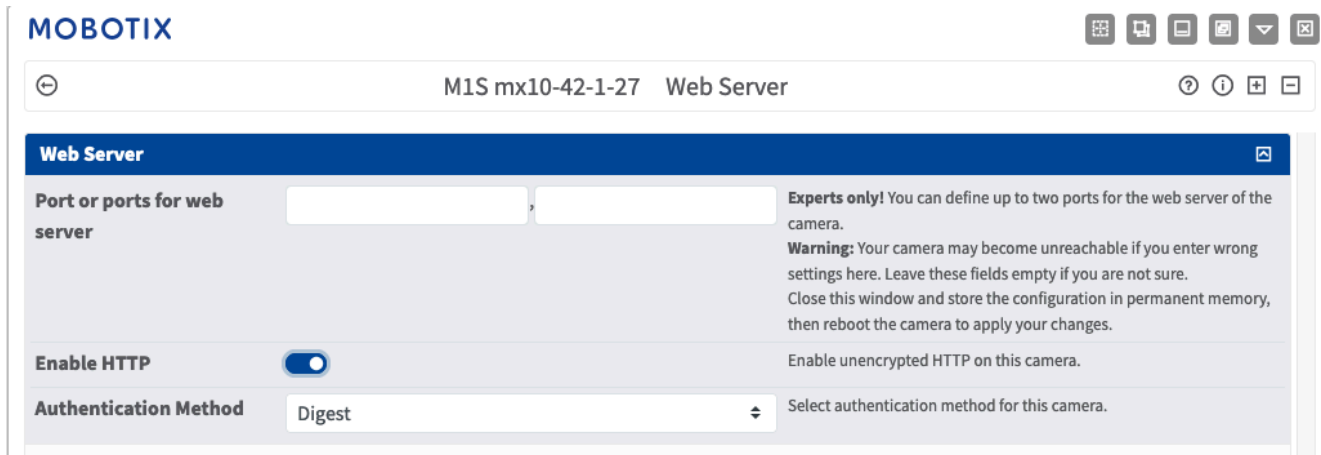 MOBOTIX
M1S mx10-42-1-27 Web Server
Web Server
Port or ports for web
server
,
Experts only! You can define up to two ports for the web server of the
camera.
Warning: Your camera may become unreachable if you enter wrong
settings here. Leave these fields empty if you are not sure.
Close this window and store the configuration in permanent memory,
then reboot the camera to apply your changes.
Enable HTTP
Enable unencrypted HTTP on this camera.
Authentication Method
Digest
Select authentication method for this camera.